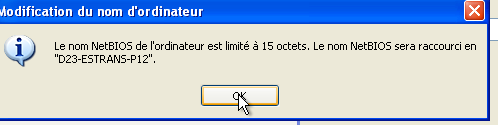 Modification du nom d'ordinateur
Le nom NetBIOS de l'ordinateur est limité à 15 octets. Le nom NetBIOS sera raccourci en
"D23-ESTRANS-P12".
OK